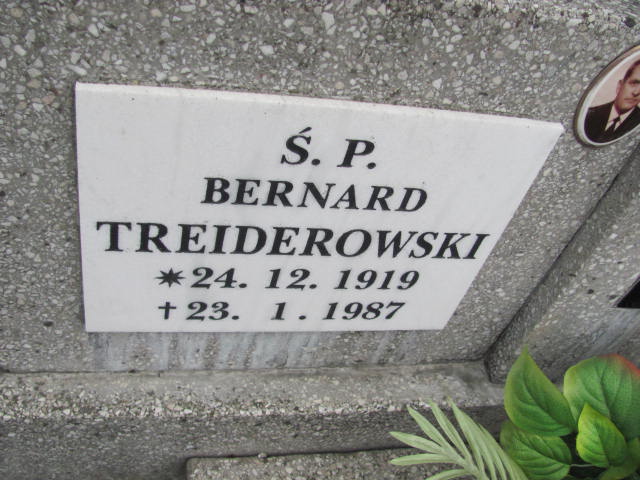 Ś. P.
BERNARD
TREIDEROWSKI
✷24. 12. 1919
†23. 1. 1987